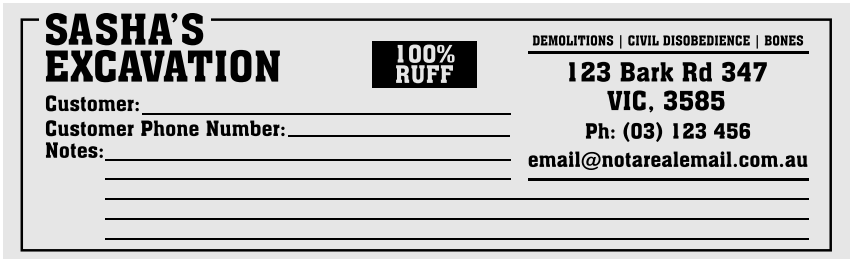 SASHA'S
EXCAVATION
100%
RUFF
DEMOLITIONS | CIVIL DISOBEDIENCE | BONES
123 Bark Rd 347
VIC, 3585
Ph: (03) 123 456
email@notarealemail.com.au
Customer:
Customer Phone Number:
Notes: